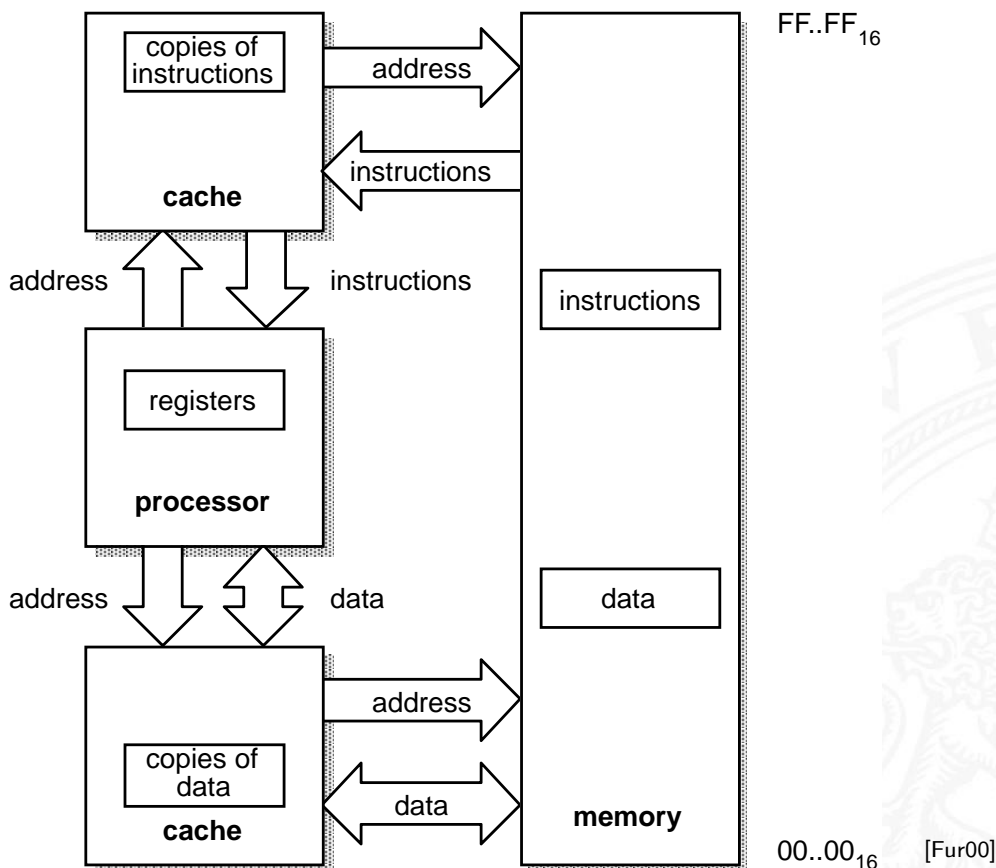 copies of
instructions
cache
address
instructions
FF..FF16
address
instructions
instructions
registers
processor
address
data
data
copies of
data
cache
address
data
memory
00..0016
[Fur00]